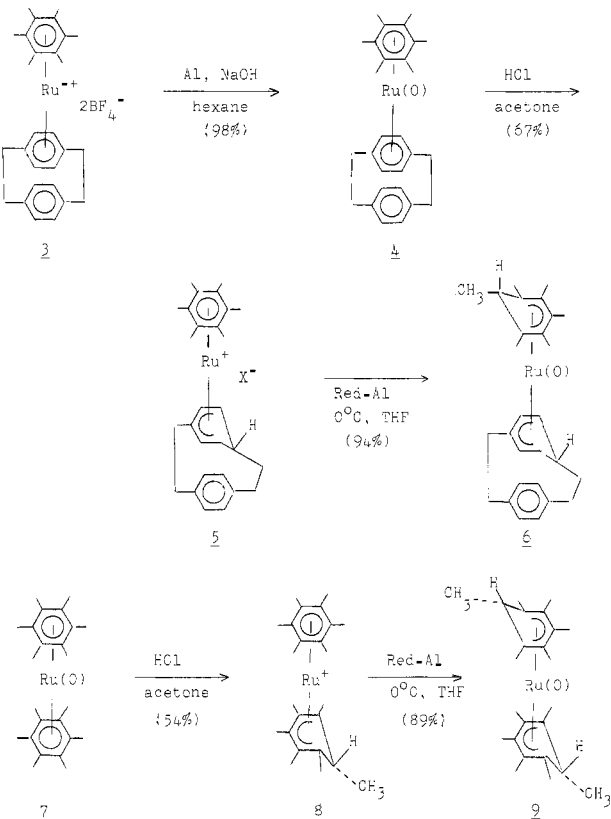 Ru⁻⁺
2BF₄⁻
3
Al, NaOH
hexane
(98%)
Ru(0)
4
HCl
acetone
(67%)
Ru⁺
X⁻
H
5
Red-Al
0°C, THF
(94%)
H
CH₃
Ru(0)
H
6
Ru(0)
7
HCl
acetone
(54%)
Ru⁺
H
CH₃
8
Red-Al
0°C, THF
(89%)
H
CH₃
Ru(0)
H
CH₃
9